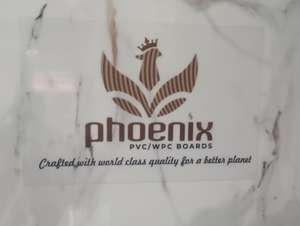 phoenix
PVC/WPC BOARDS
Crafted with world class quality for a better planet